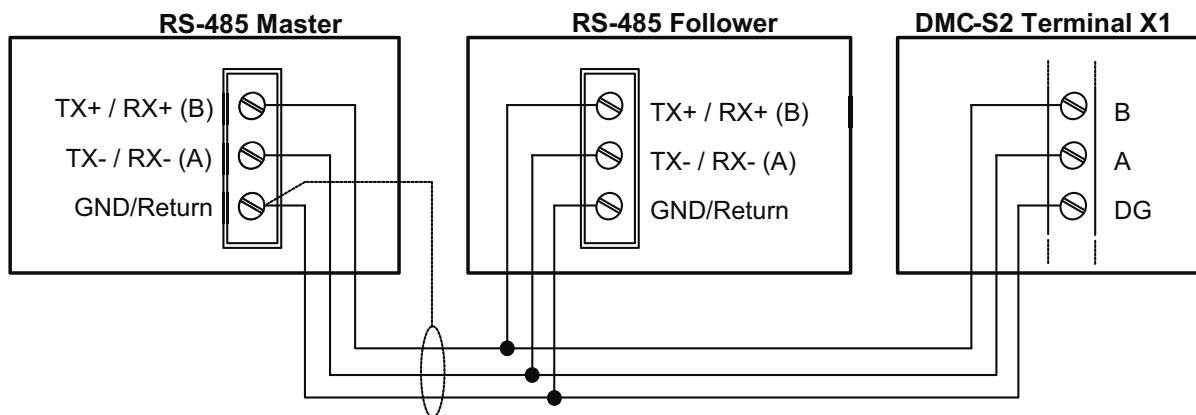 RS-485 Master
TX+ / RX+ (B)
TX- / RX- (A)
GND/Return
RS-485 Follower
TX+ / RX+ (B)
TX- / RX- (A)
GND/Return
DMC-S2 Terminal X1
B
A
DG